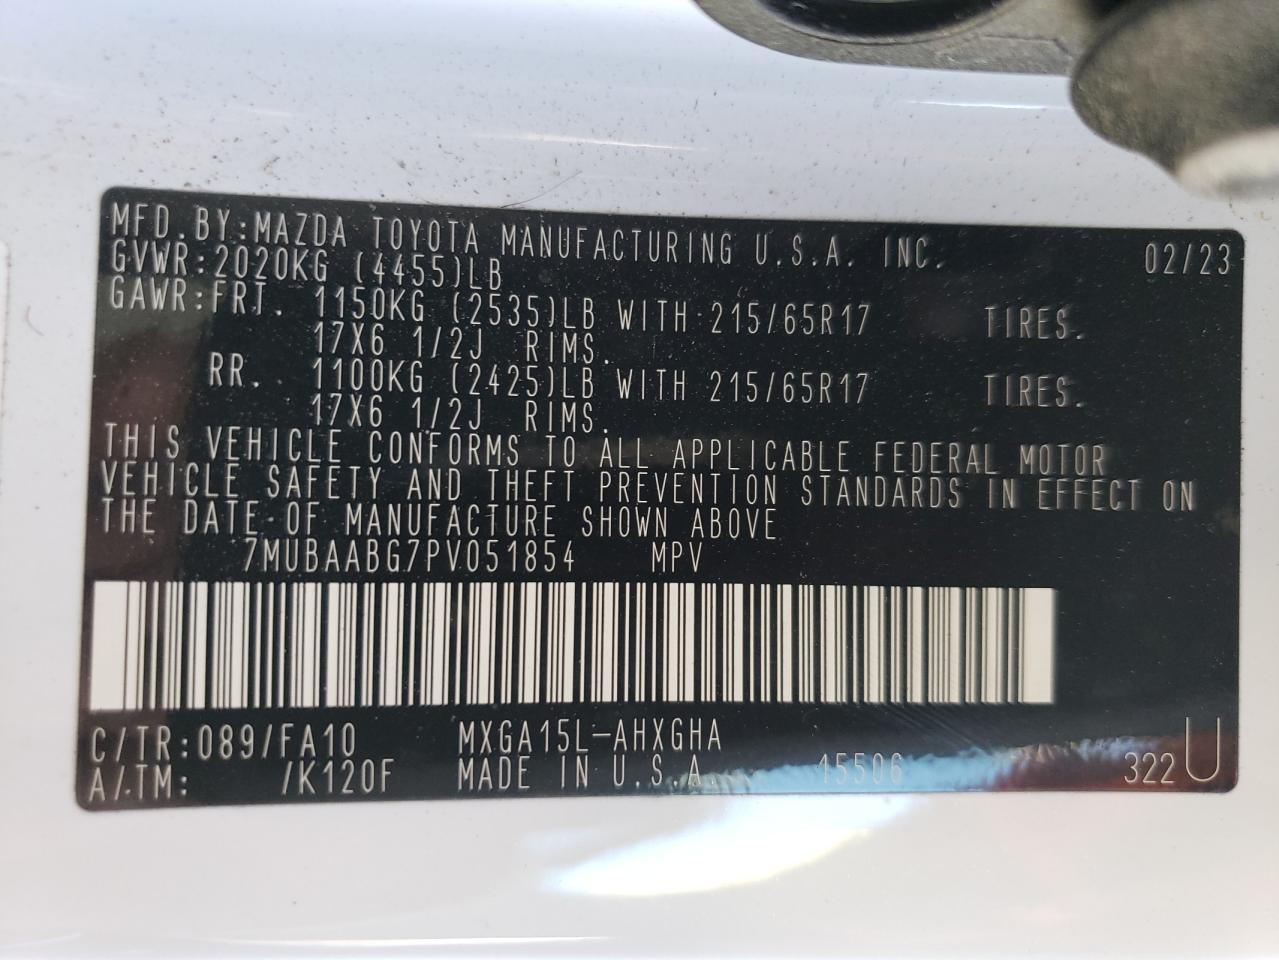 MFD.BY:MAZDA TOYOTA MANUFACTURING U.S.A. INC. 02/23
GVWR:2020KG (4455)LB
GAWR:FRT. 1150KG (2535)LB WITH 215/65R17 TIRES.
17X6 1/2J RIMS.
RR. 1100KG (2425)LB WITH 215/65R17 TIRES.
17X6 1/2J RIMS.
THIS VEHICLE CONFORMS TO ALL APPLICABLE FEDERAL MOTOR
VEHICLE SAFETY AND THEFT PREVENTION STANDARDS IN EFFECT ON
THE DATE OF MANUFACTURE SHOWN ABOVE
7MUBAABG7PV051854 MPV
C/TR:089/FA10 MXGA15L-AHXGHA
A/TM: /K120F MADE IN U.S.A. 15506 322 U